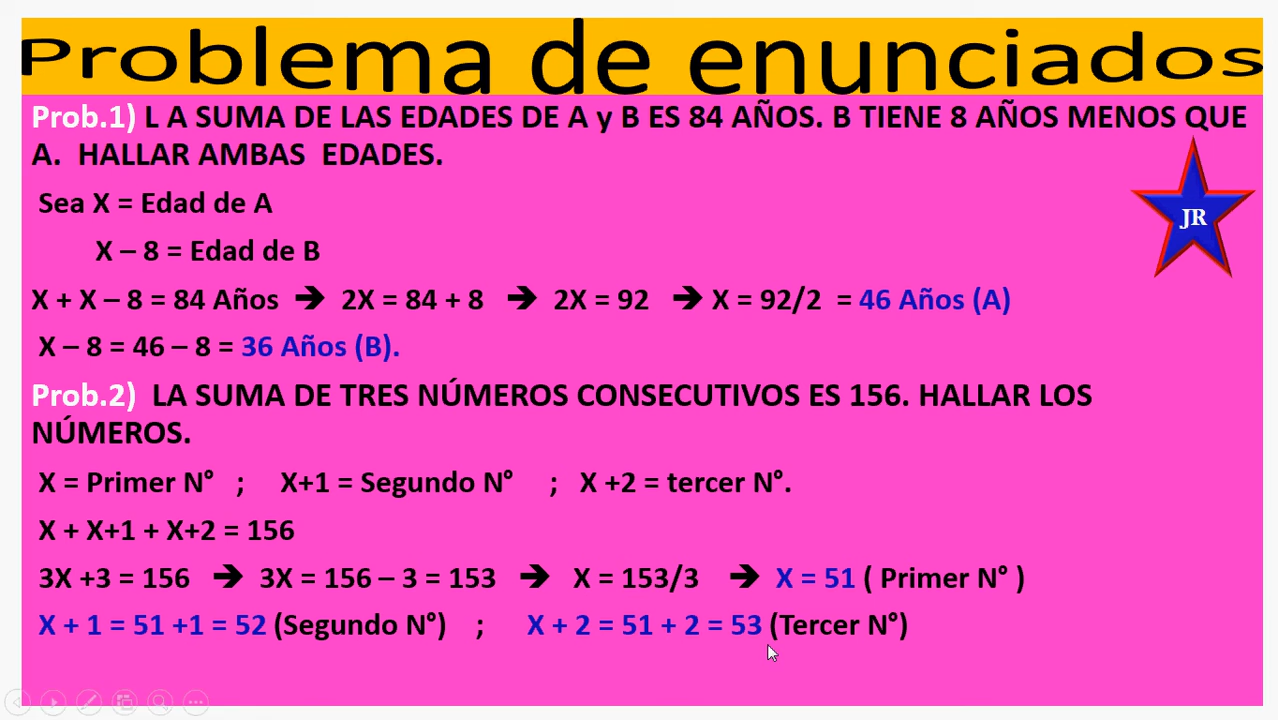 Problema de enunciados
Prob.1) L A SUMA DE LAS EDADES DE A y B ES 84 AÑOS. B TIENE 8 AÑOS MENOS QUE
A. HALLAR AMBAS EDADES.
JR
Sea X = Edad de A
X – 8 = Edad de B
X + X – 8 = 84 Años ➔ 2X = 84 + 8 ➔ 2X = 92 ➔ X = 92/2 = 46 Años (A)
X – 8 = 46 – 8 = 36 Años (B).
Prob.2) LA SUMA DE TRES NÚMEROS CONSECUTIVOS ES 156. HALLAR LOS
NÚMEROS.
X = Primer N° ; X+1 = Segundo N° ; X +2 = tercer N°.
X + X+1 + X+2 = 156
3X +3 = 156 ➔ 3X = 156 – 3 = 153 ➔ X = 153/3 ➔ X = 51 ( Primer N° )
X + 1 = 51 +1 = 52 (Segundo N°) ; X + 2 = 51 + 2 = 53 (Tercer N°)